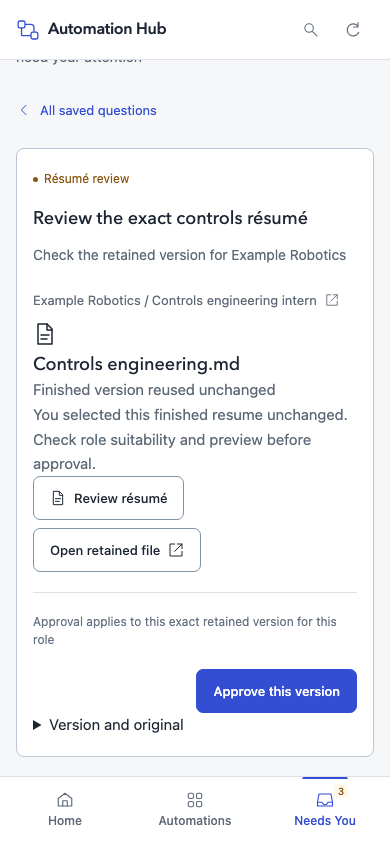 Automation Hub
need your attention
All saved questions
Résumé review
Review the exact controls résumé
Check the retained version for Example Robotics
Example Robotics / Controls engineering intern
Controls engineering.md
Finished version reused unchanged
You selected this finished resume unchanged.
Check role suitability and preview before
approval.
Review résumé
Open retained file
Approval applies to this exact retained version for this
role
Approve this version
Version and original
3
Home
Automations
Needs You